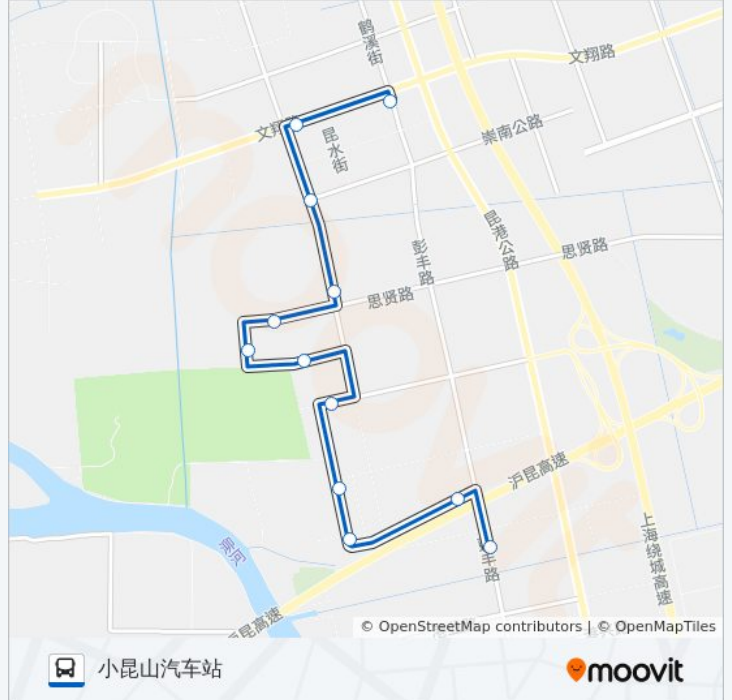 鹤溪街
文翔路
文翔路
昆水街
崇南公路
昆港公路
彭丰路
思贤路
思贤路
沪昆高速
上海绕城高速
丰路
昆高速
© OpenStreetMap contributors | © OpenMapTiles
小昆山汽车站
moovit